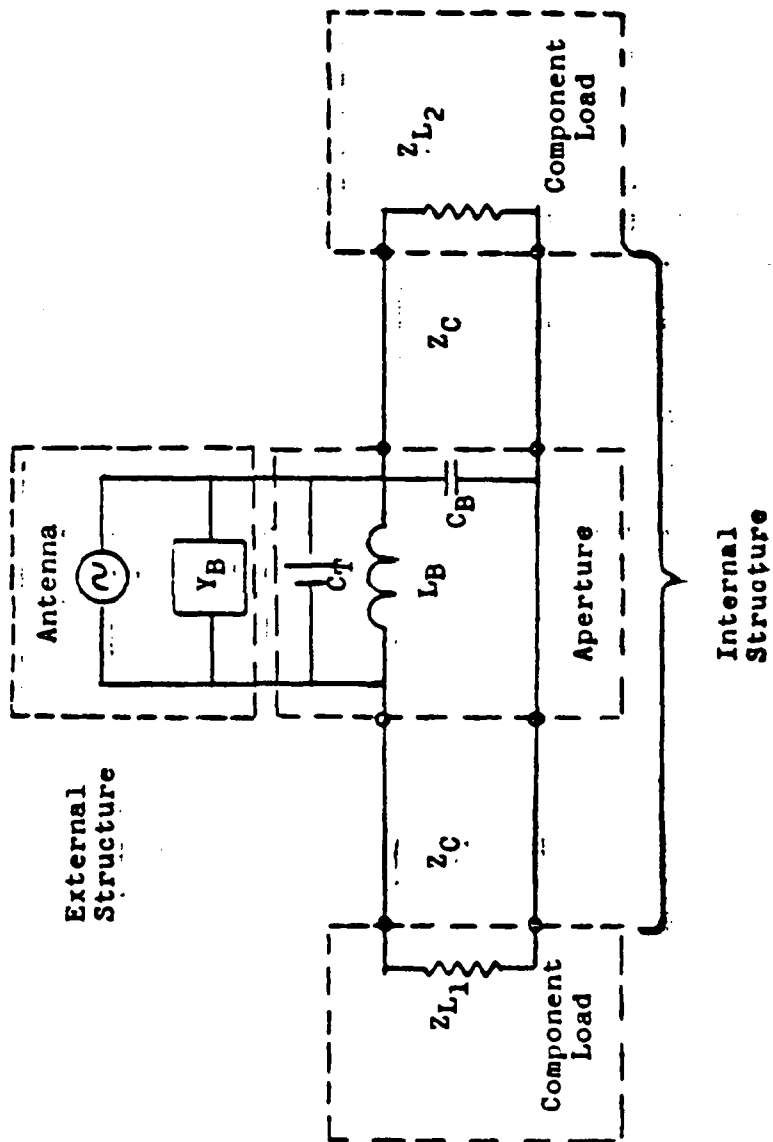 External
Structure
Antenna
Y_B
C_T
L_B
C_B
Aperture
Z_C
Z_C
Z_L1
Component
Load
Z_L2
Component
Load
Internal
Structure